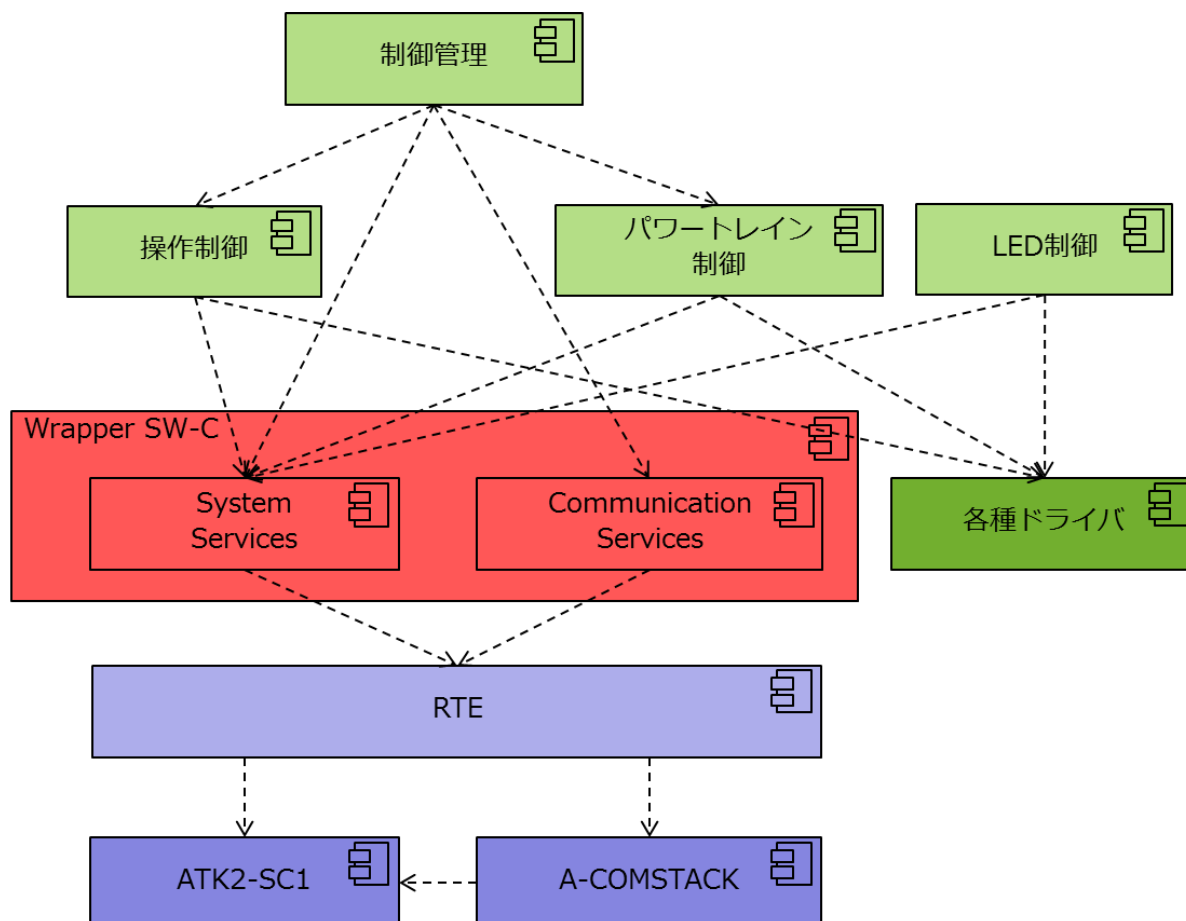 制御管理
操作制御
パワートレイン
制御
LED制御
Wrapper SW-C
System
Services
Communication
Services
各種ドライバ
RTE
ATK2-SC1
A-COMSTACK